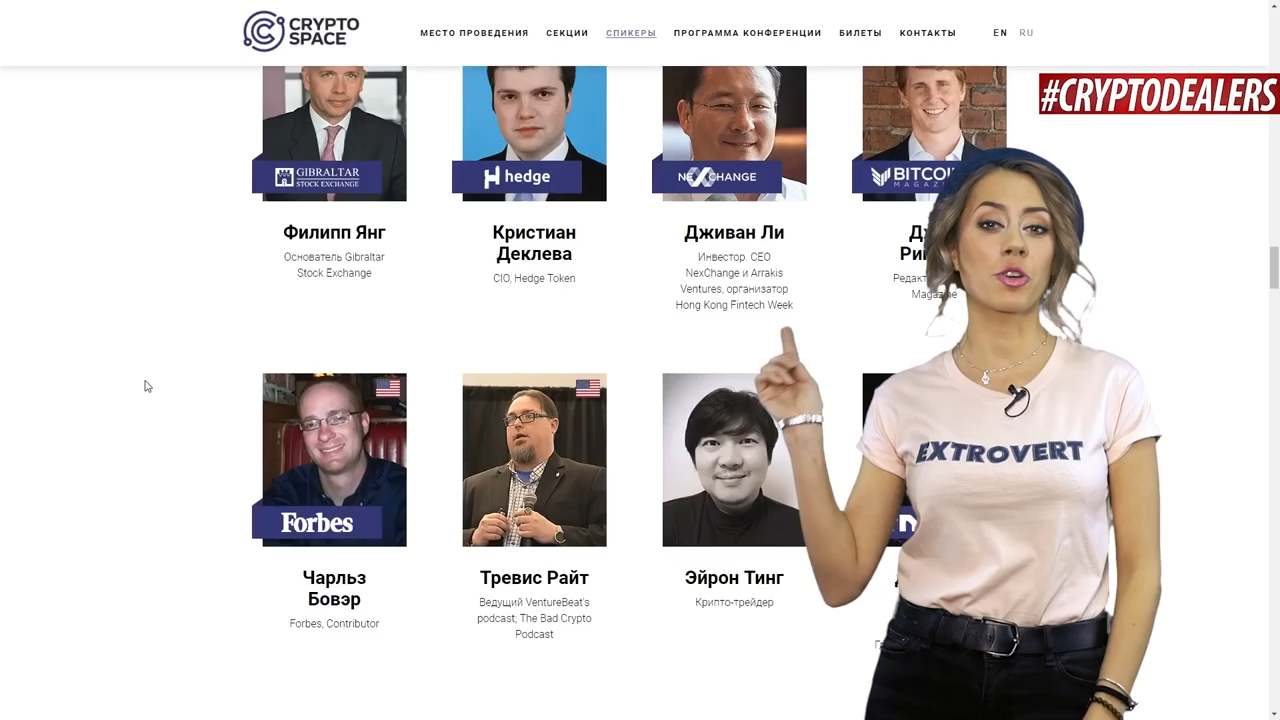 CRYPTO
SPACE
МЕСТО ПРОВЕДЕНИЯ
СЕКЦИИ
СПИКЕРЫ
ПРОГРАММА КОНФЕРЕНЦИИ
БИЛЕТЫ
КОНТАКТЫ
EN
RU
#CRYPTODEALERS
GIBRALTAR
STOCK EXCHANGE
hedge
NEXCHANGE
MAGAZINE
Филипп Янг
Основатель Gibraltar
Stock Exchange
Кристиан
Деклева
CIO, Hedge Token
Дживан Ли
Инвестор. CEO
NexChange и Arrakis
Ventures, организатор
Hong Kong Fintech Week
Magazine
EXTROVERT
Forbes
Чарльз
Бовэр
Forbes, Contributor
Тревис Райт
Ведущий VentureBeat's
podcast; The Bad Crypto
Podcast
Эйрон Тинг
Крипто-трейдер